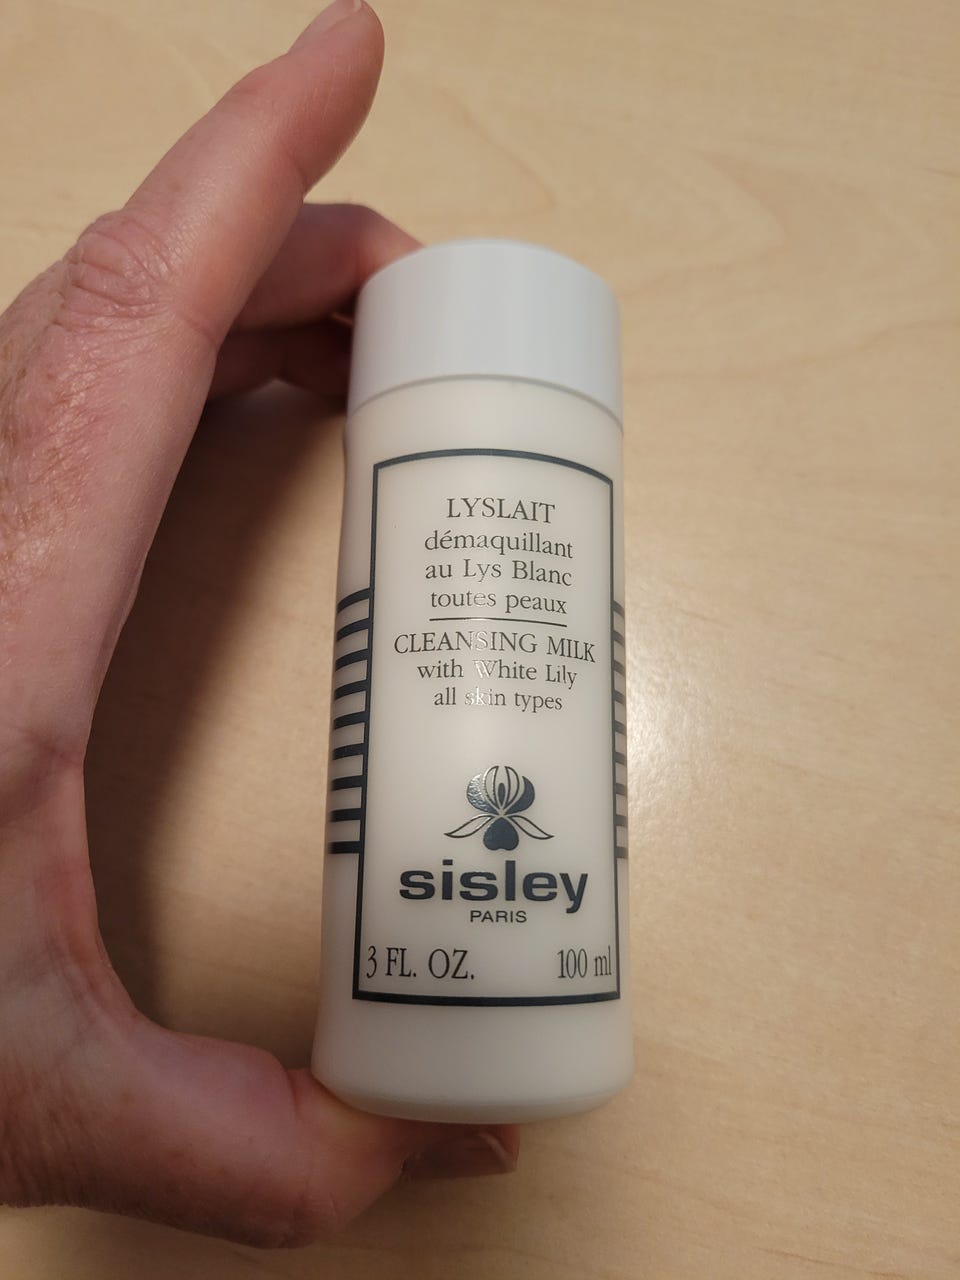 LYSLAIT
démaquillant
au Lys Blanc
toutes peaux
CLEANSING MILK
with White Lily
all skin types
sisley
PARIS
3 FL. OZ. 100 ml